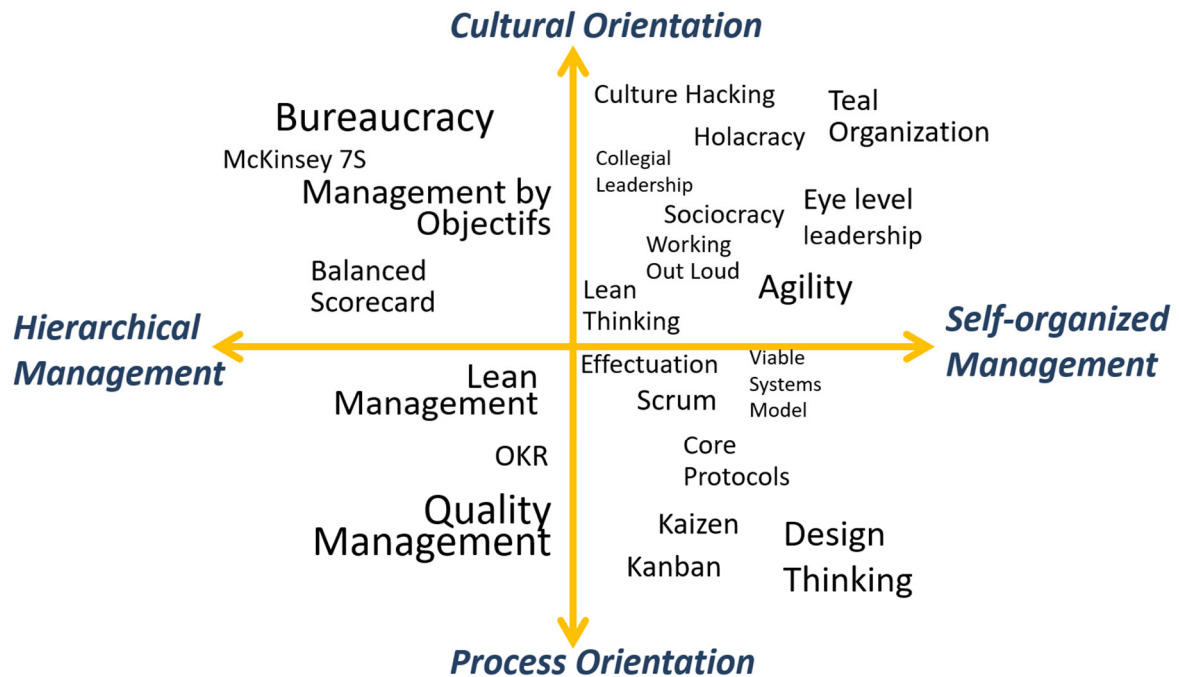 Cultural Orientation
Bureaucracy
McKinsey 7S
Management by
Objectifs
Balanced
Scorecard
Culture Hacking
Teal
Organization
Holacracy
Collegial
Leadership
Sociocracy
Eye level
leadership
Working
Out Loud
Agility
Lean
Thinking
Hierarchical
Management
Self-organized
Management
Lean
Management
OKR
Quality
Management
Effectuation
Viable
Systems
Model
Scrum
Core
Protocols
Kaizen
Kanban
Design
Thinking
Process Orientation